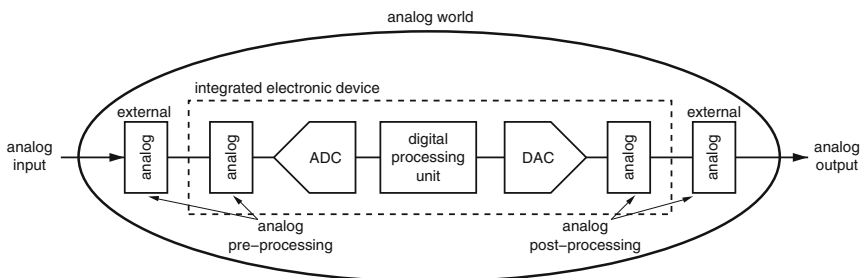 analog world
integrated electronic device
external
external
analog
input
analog
analog
ADC
digital
processing
unit
DAC
analog
analog
analog
output
analog
pre-processing
analog
post-processing